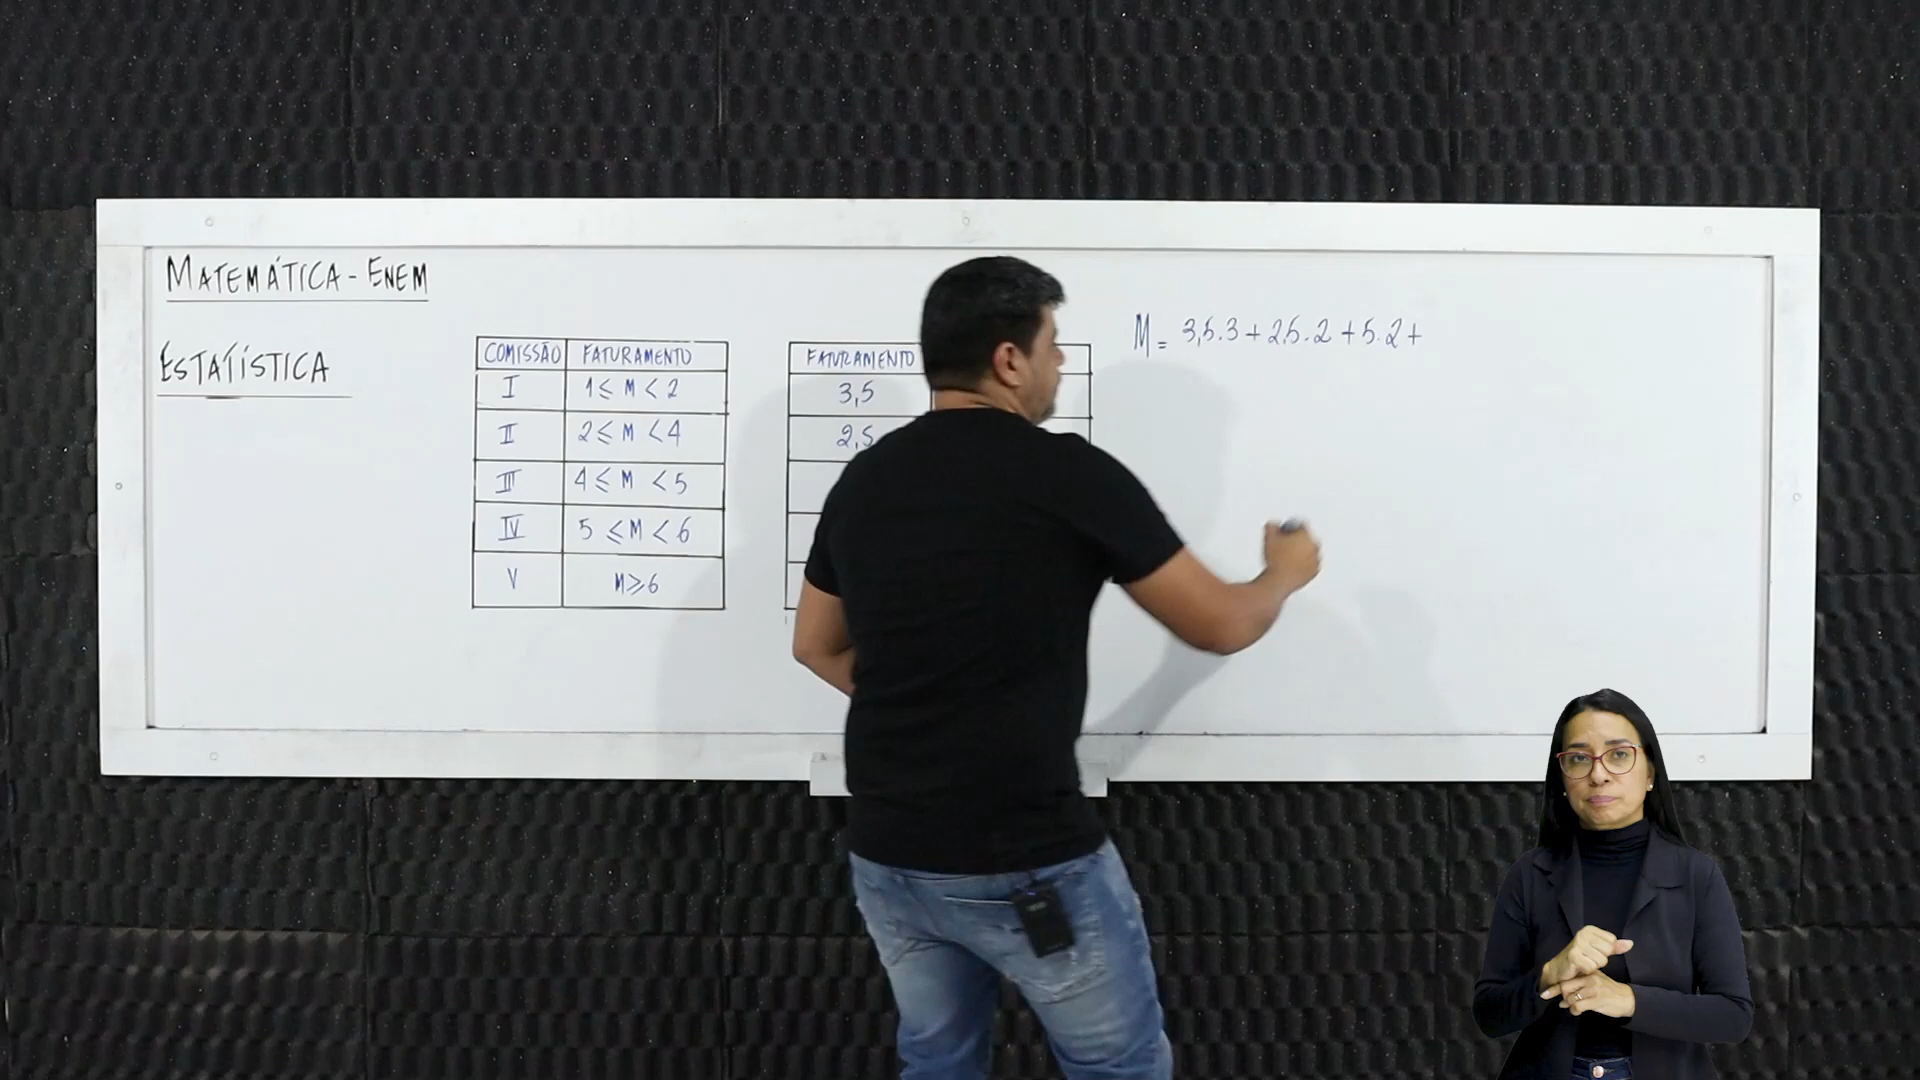 MATEMÁTICA - ENEM
ESTATÍSTICA
COMISSÃO FATURAMENTO
I 1 ≤ M < 2
II 2 ≤ M < 4
III 4 ≤ M < 5
IV 5 ≤ M < 6
V M ≥ 6
FATURAMENTO
3,5
2,5
M = 3,5.3 + 2,5.2 + 5.2 +